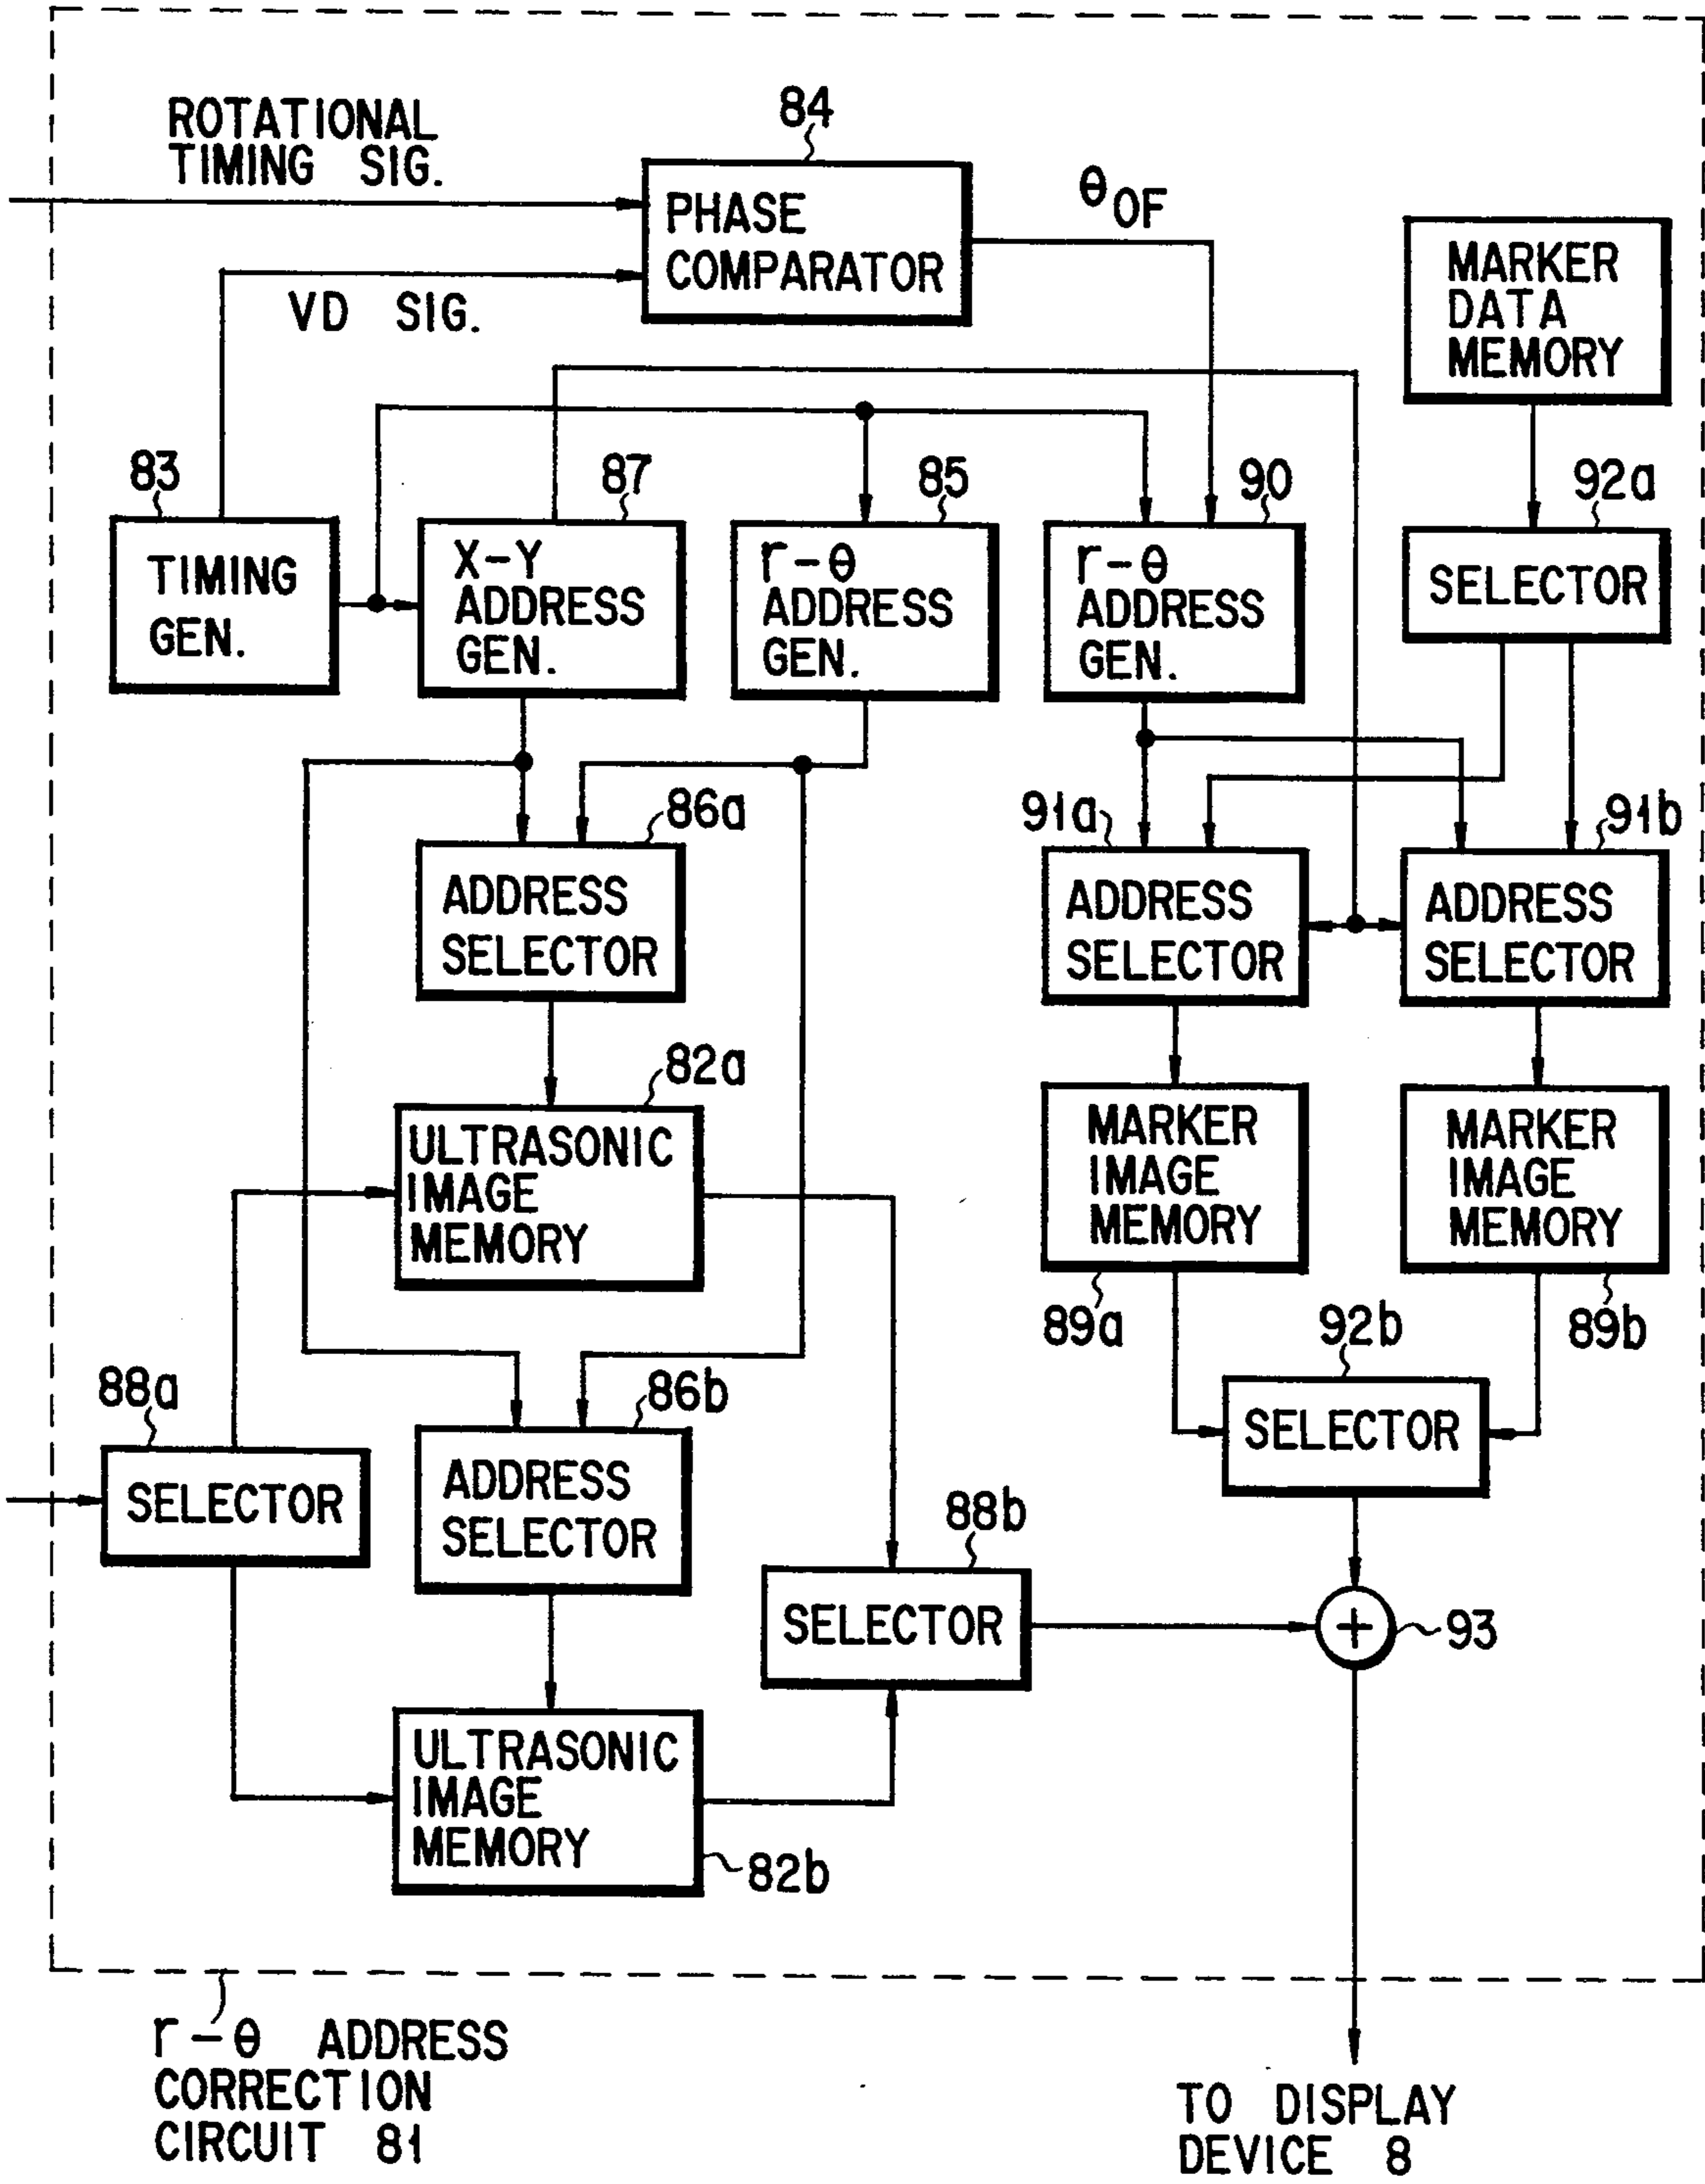 ROTATIONAL
TIMING SIG.
84
PHASE
COMPARATOR
θOF
VD SIG.
MARKER
DATA
MEMORY
83
TIMING
GEN.
87
X-Y
ADDRESS
GEN.
85
r-θ
ADDRESS
GEN.
90
r-θ
ADDRESS
GEN.
92a
SELECTOR
86a
ADDRESS
SELECTOR
91a
ADDRESS
SELECTOR
91b
ADDRESS
SELECTOR
82a
ULTRASONIC
IMAGE
MEMORY
MARKER
IMAGE
MEMORY
89a
MARKER
IMAGE
MEMORY
89b
92b
SELECTOR
88a
SELECTOR
86b
ADDRESS
SELECTOR
88b
SELECTOR
+
93
ULTRASONIC
IMAGE
MEMORY
82b
r-θ ADDRESS
CORRECTION
CIRCUIT 81
TO DISPLAY
DEVICE 8